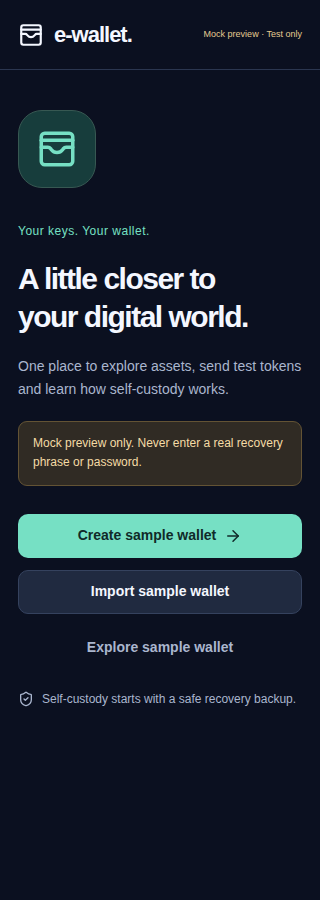 e-wallet.
Mock preview · Test only
Your keys. Your wallet.
A little closer to
your digital world.
One place to explore assets, send test tokens
and learn how self-custody works.
Mock preview only. Never enter a real recovery
phrase or password.
Create sample wallet
Import sample wallet
Explore sample wallet
Self-custody starts with a safe recovery backup.